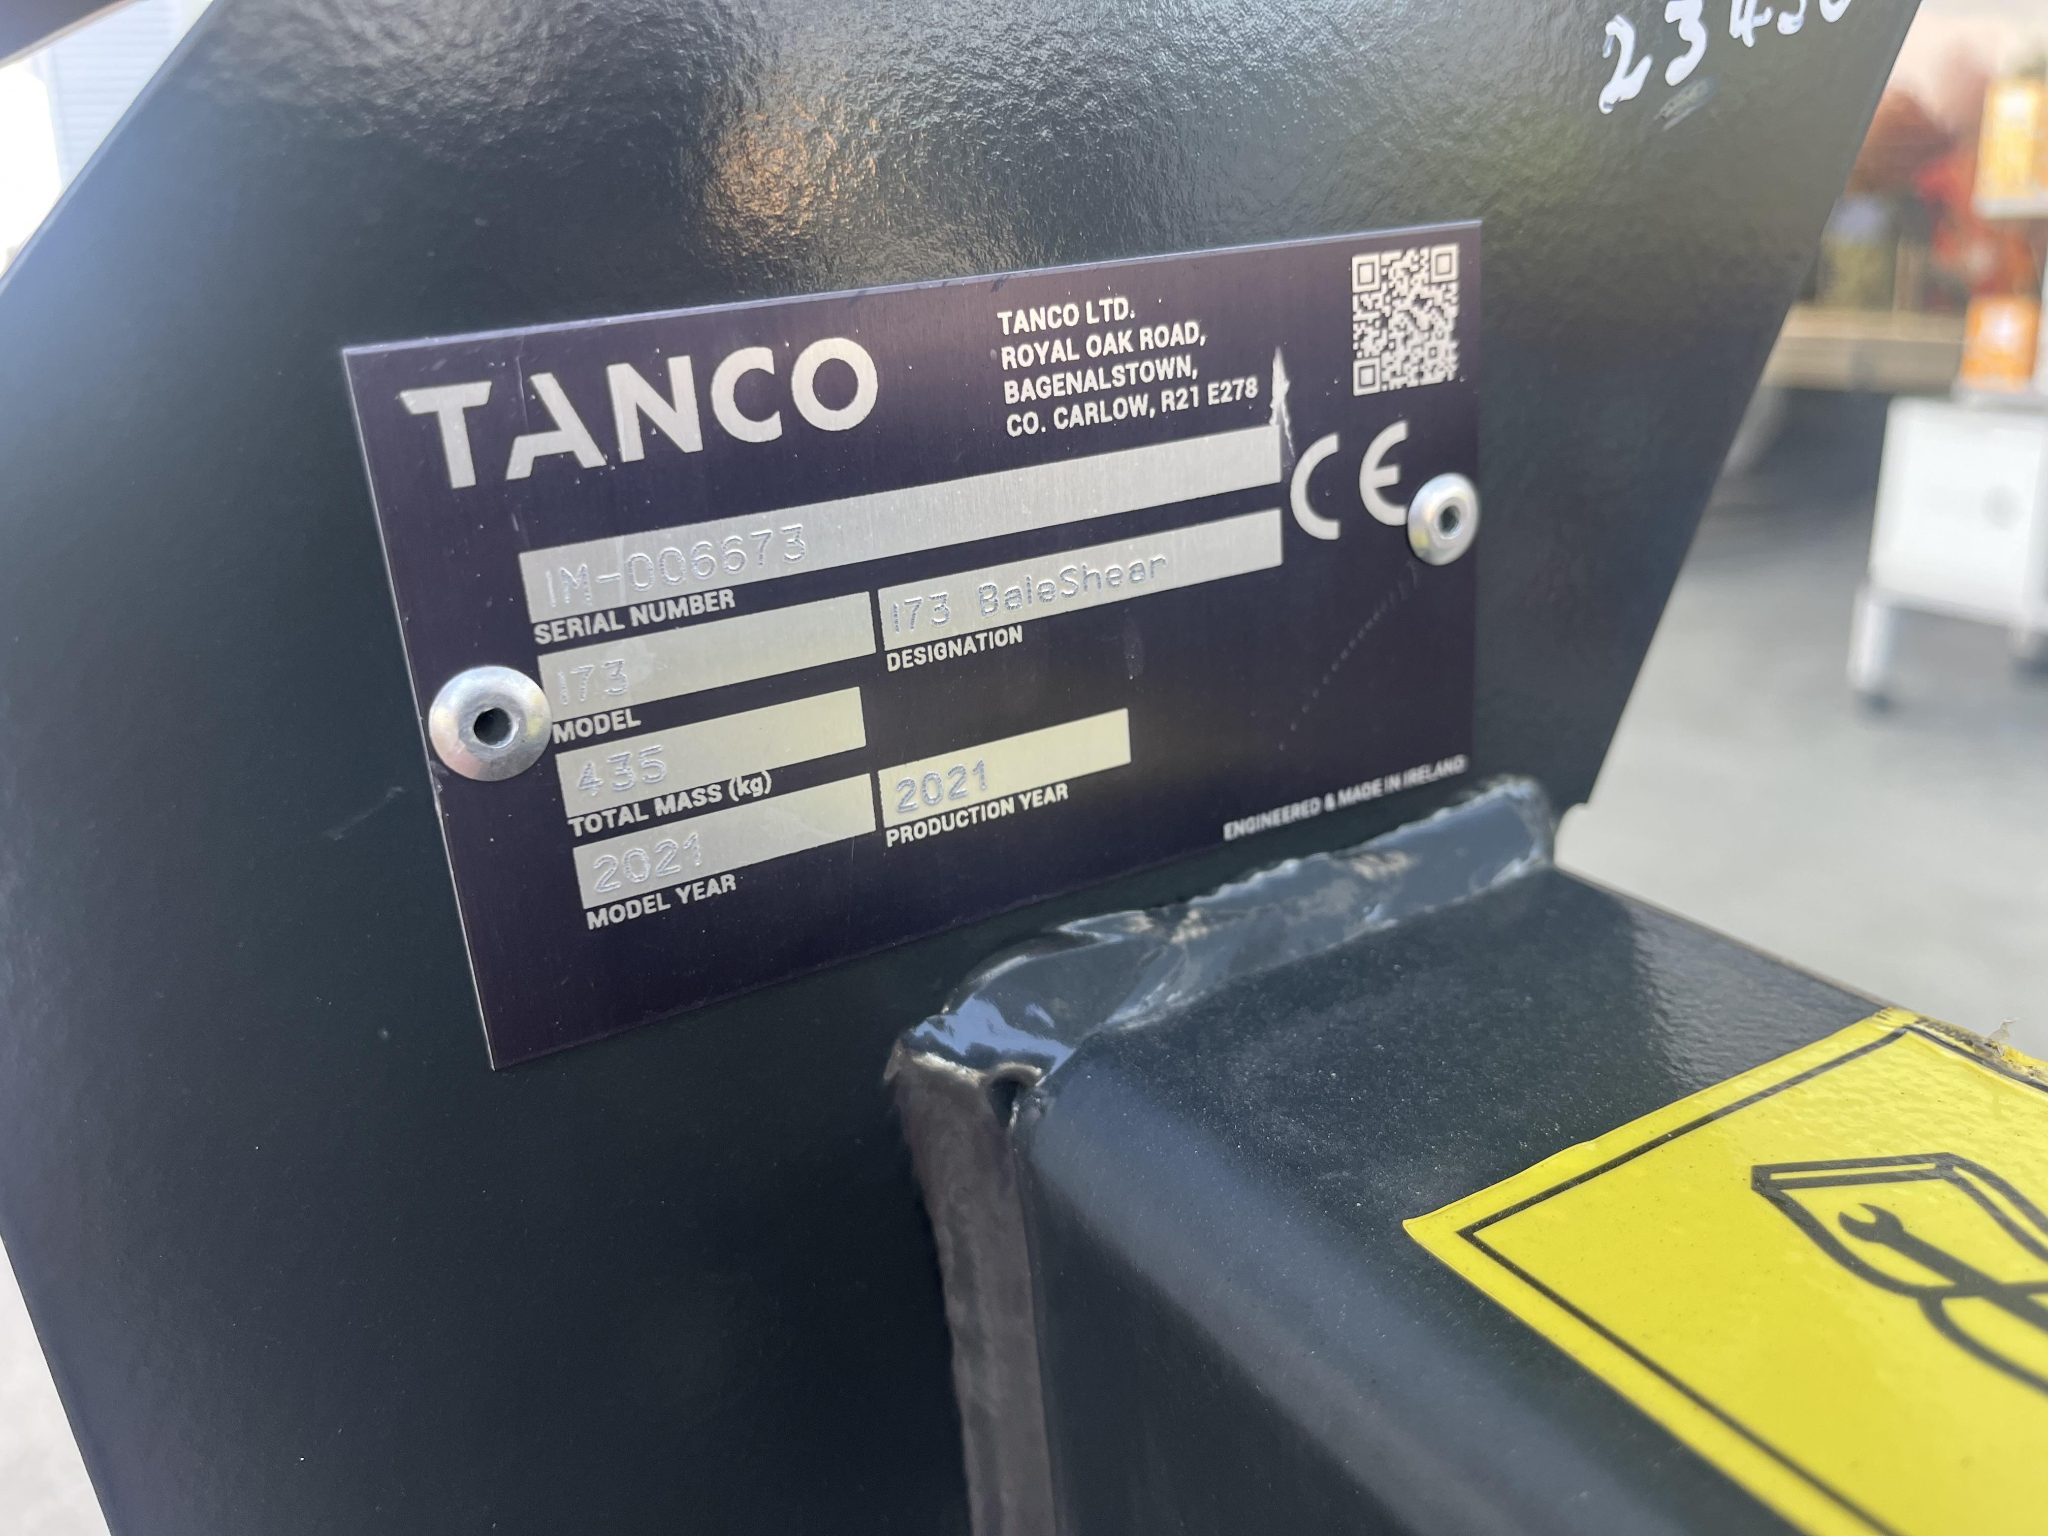 TANCO
TANCO LTD.
ROYAL OAK ROAD,
BAGENALSTOWN,
CO. CARLOW, R21 E278
CE
IM-006673
SERIAL NUMBER
I73
MODEL
I73 BaleShear
DESIGNATION
435
TOTAL MASS (kg)
2021
MODEL YEAR
2021
PRODUCTION YEAR
ENGINEERED & MADE IN IRELAND